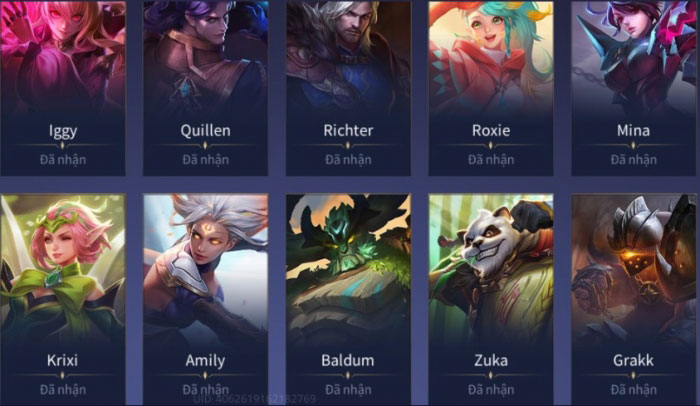 Iggy
Quillen
Richter
Roxie
Mina
Đã nhận
Đã nhận
Đã nhận
Đã nhận
Đã nhận
Krixi
Amily
Baldum
Zuka
Grakk
Đã nhận
Đã nhận
Đã nhận
Đã nhận
Đã nhận
UID: 4062619162182769